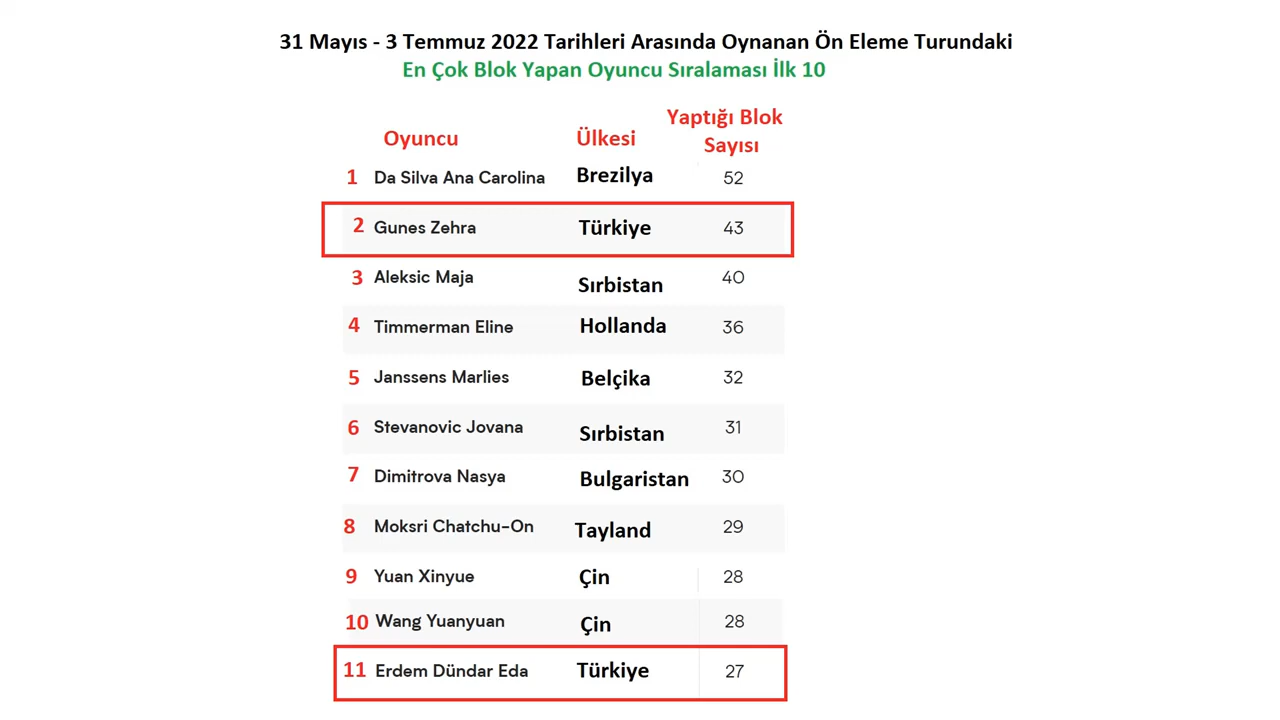 31 Mayıs - 3 Temmuz 2022 Tarihleri Arasında Oynanan Ön Eleme Turundaki
En Çok Blok Yapan Oyuncu Sıralaması İlk 10
Oyuncu Ülkesi Yaptığı Blok Sayısı
1 Da Silva Ana Carolina Brezilya 52
2 Gunes Zehra Türkiye 43
3 Aleksic Maja Sırbistan 40
4 Timmerman Eline Hollanda 36
5 Janssens Marlies Belçika 32
6 Stevanovic Jovana Sırbistan 31
7 Dimitrova Nasya Bulgaristan 30
8 Moksri Chatchu-On Tayland 29
9 Yuan Xinyue Çin 28
10 Wang Yuanyuan Çin 28
11 Erdem Dündar Eda Türkiye 27